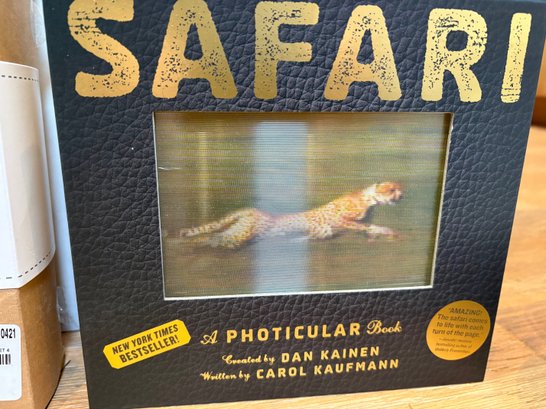 SAFARI
NEW YORK TIMES
BESTSELLER!
A PHOTICULAR Book
Created by DAN KAINEN
Written by CAROL KAUFMANN
"AMAZING!
The safari comes
to life with each
turn of the page."
0421